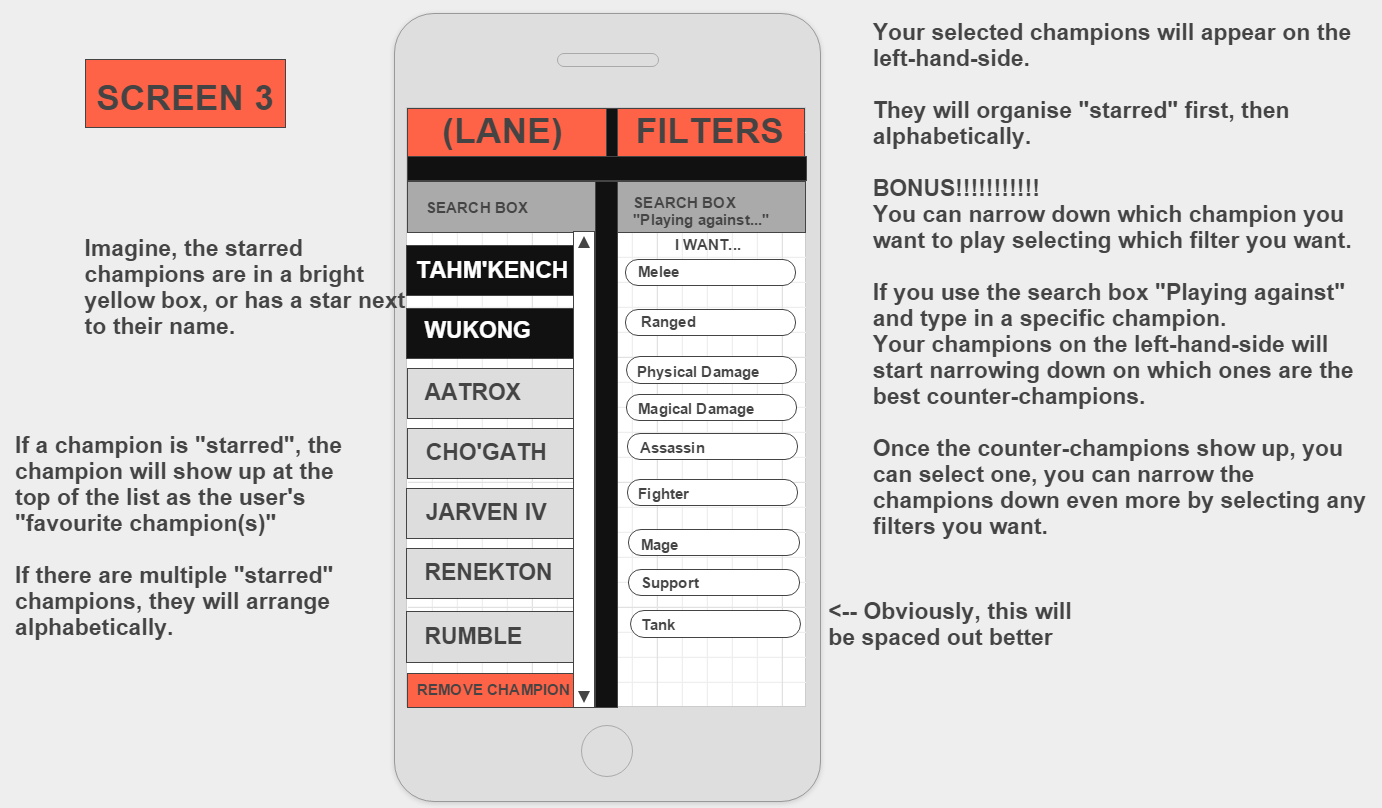 SCREEN 3
Imagine, the starred
champions are in a bright
yellow box, or has a star next
to their name.
If a champion is "starred", the
champion will show up at the
top of the list as the user's
"favourite champion(s)"
If there are multiple "starred"
champions, they will arrange
alphabetically.
(LANE)
FILTERS
SEARCH BOX
TAHM'KENCH
WUKONG
AATROX
CHO'GATH
JARVEN IV
RENEKTON
RUMBLE
REMOVE CHAMPION
SEARCH BOX
"Playing against..."
I WANT...
Melee
Ranged
Physical Damage
Magical Damage
Assassin
Fighter
Mage
Support
Tank
Your selected champions will appear on the
left-hand-side.
They will organise "starred" first, then
alphabetically.
BONUS!!!!!!!!!!!
You can narrow down which champion you
want to play selecting which filter you want.
If you use the search box "Playing against"
and type in a specific champion.
Your champions on the left-hand-side will
start narrowing down on which ones are the
best counter-champions.
Once the counter-champions show up, you
can select one, you can narrow the
champions down even more by selecting any
filters you want.
<-- Obviously, this will
be spaced out better